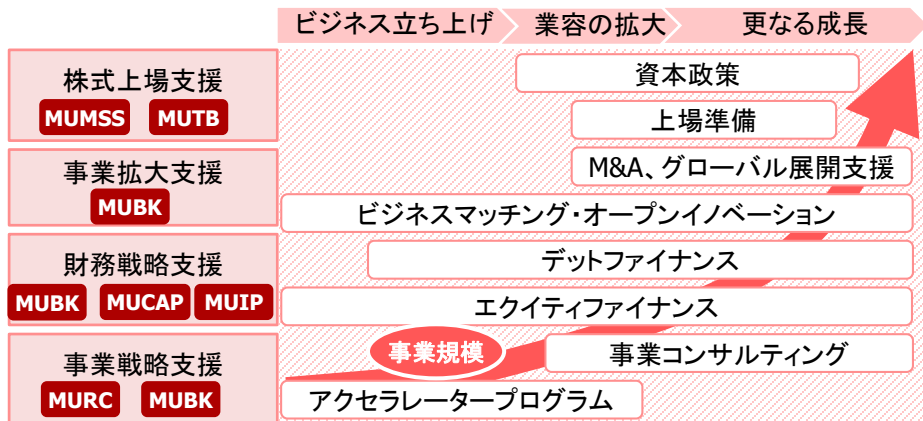 ビジネス立ち上げ 業容の拡大 更なる成長
株式上場支援
MUMSS MUTB
資本政策
上場準備
事業拡大支援
MUBK
M&A、グローバル展開支援
ビジネスマッチング・オープンイノベーション
財務戦略支援
MUBK MUCAP MUIP
デットファイナンス
エクイティファイナンス
事業戦略支援
MURC MUBK
事業規模
事業コンサルティング
アクセラレータープログラム